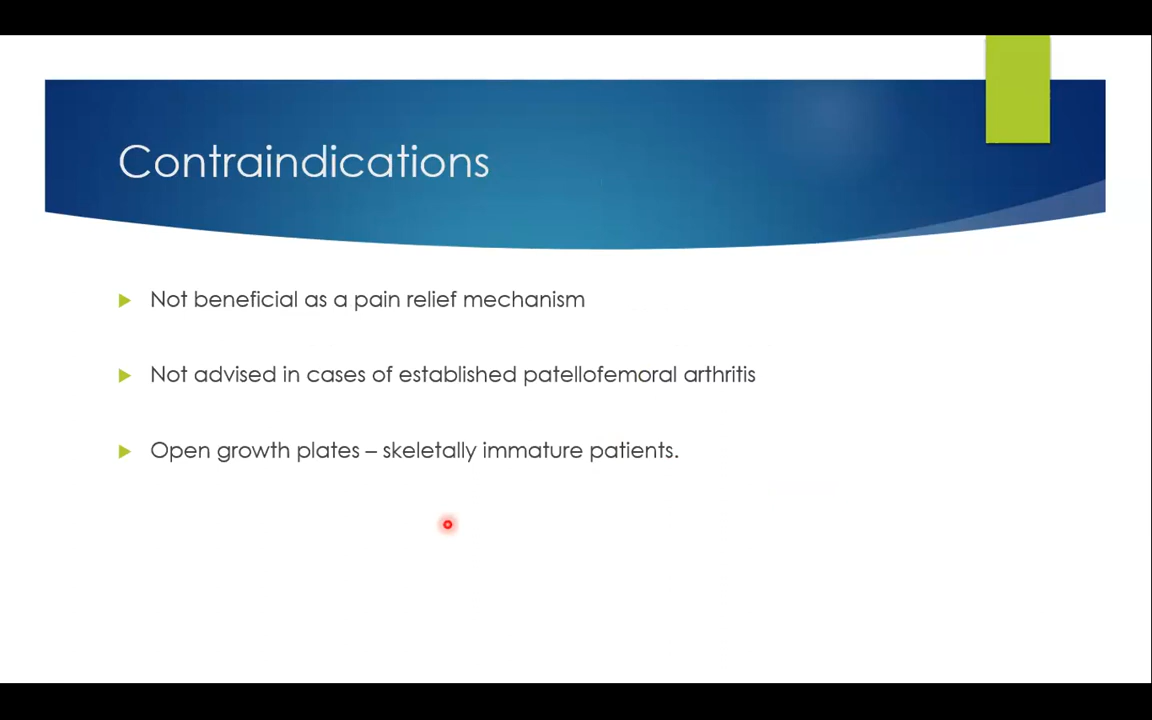 Contraindications
Not beneficial as a pain relief mechanism
Not advised in cases of established patellofemoral arthritis
Open growth plates – skeletally immature patients.